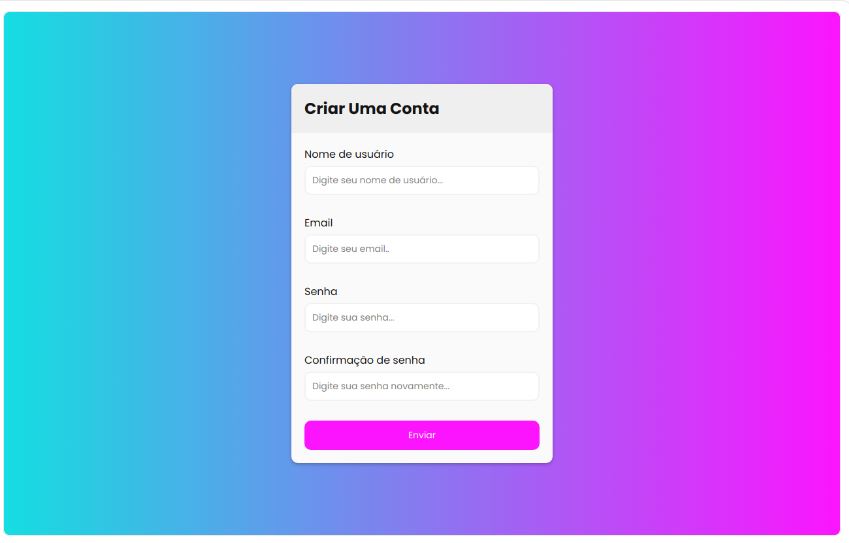 Criar Uma Conta
Nome de usuário
Digite seu nome de usuário...
Email
Digite seu email..
Senha
Digite sua senha...
Confirmação de senha
Digite sua senha novamente...
Enviar